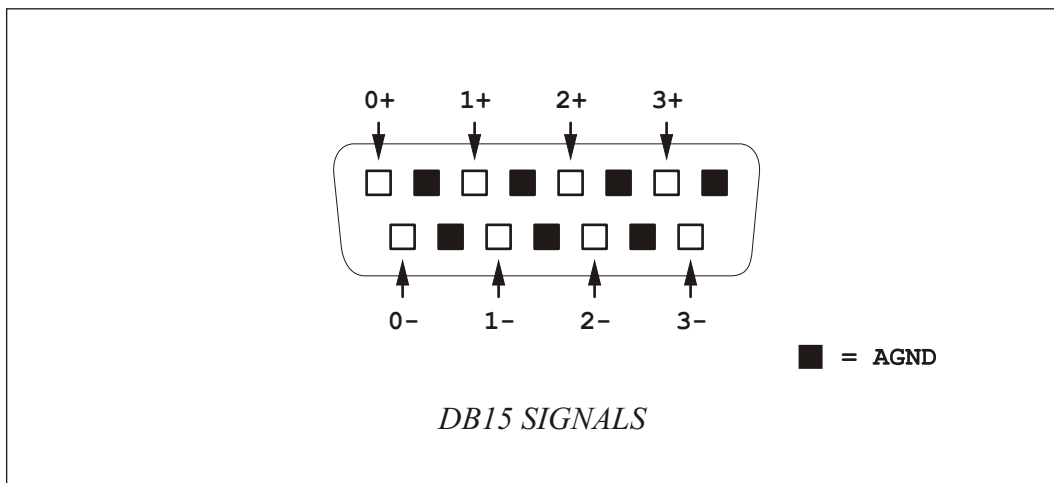 0+ 1+ 2+ 3+
0- 1- 2- 3-
= AGND
DB15 SIGNALS